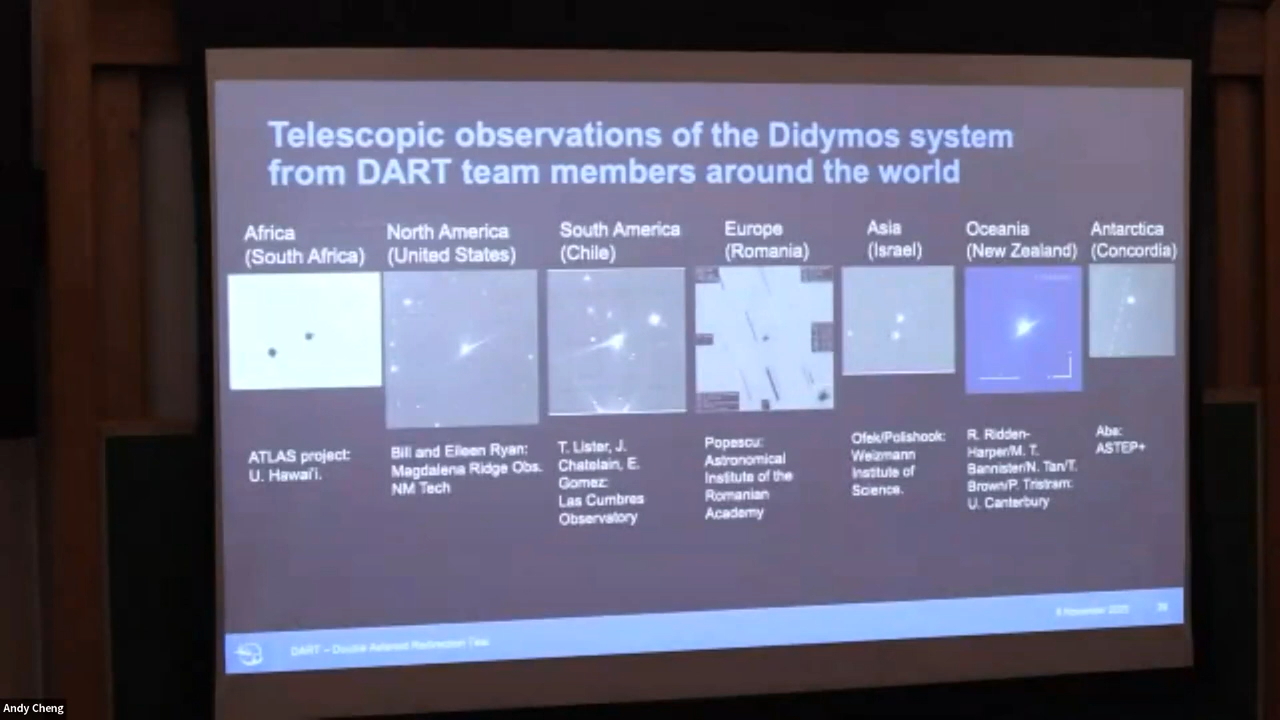 Telescopic observations of the Didymos system
from DART team members around the world
Africa
(South Africa)
North America
(United States)
South America
(Chile)
Europe
(Romania)
Asia
(Israel)
Oceania
(New Zealand)
Antarctica
(Concordia)
ATLAS project:
U. Hawai'i.
Bill and Eileen Ryan:
Magdalena Ridge Obs.
NM Tech
T. Lister, J.
Chatelain, E.
Gomez:
Las Cumbres
Observatory
Popescu:
Astronomical
Institute of the
Romanian
Academy
Ofek/Polishook:
Weizmann
Institute of
Science.
R. Ridden-
Harper/M. T.
Bannister/N. Tan/T.
Brown/P. Tristram:
U. Canterbury
Abe:
ASTEP+
DART – Double Asteroid Redirection Test
November
Andy Cheng